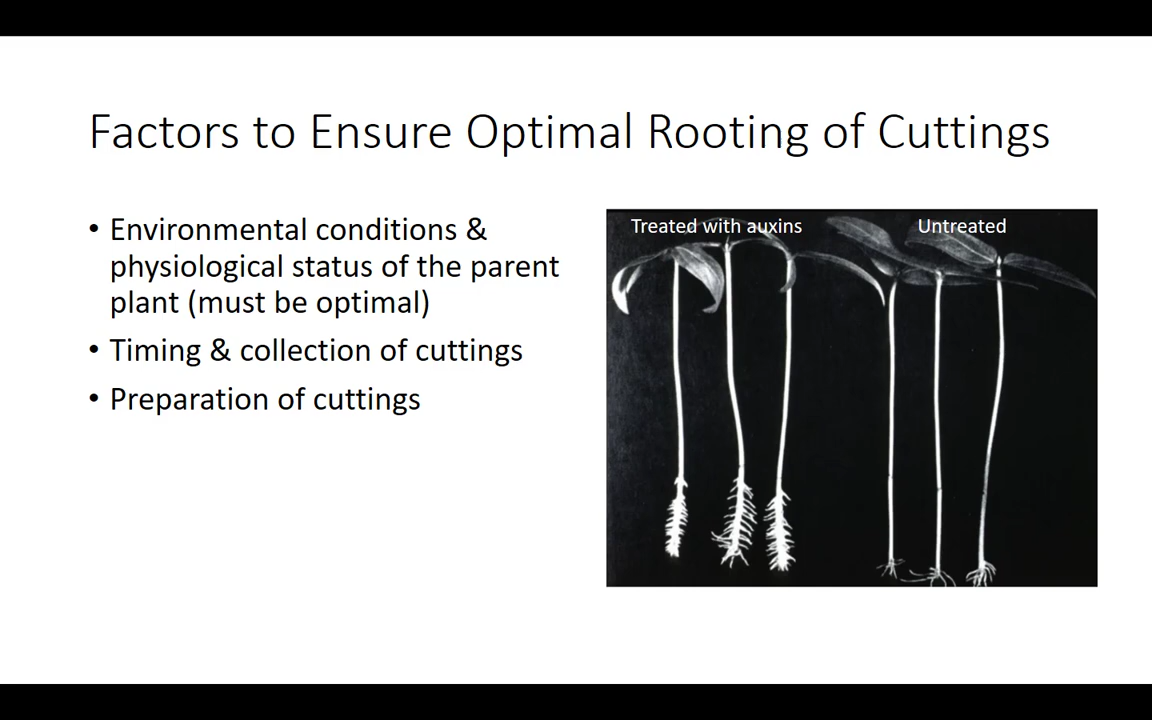 Factors to Ensure Optimal Rooting of Cuttings
• Environmental conditions &
physiological status of the parent
plant (must be optimal)
• Timing & collection of cuttings
• Preparation of cuttings
Treated with auxins
Untreated